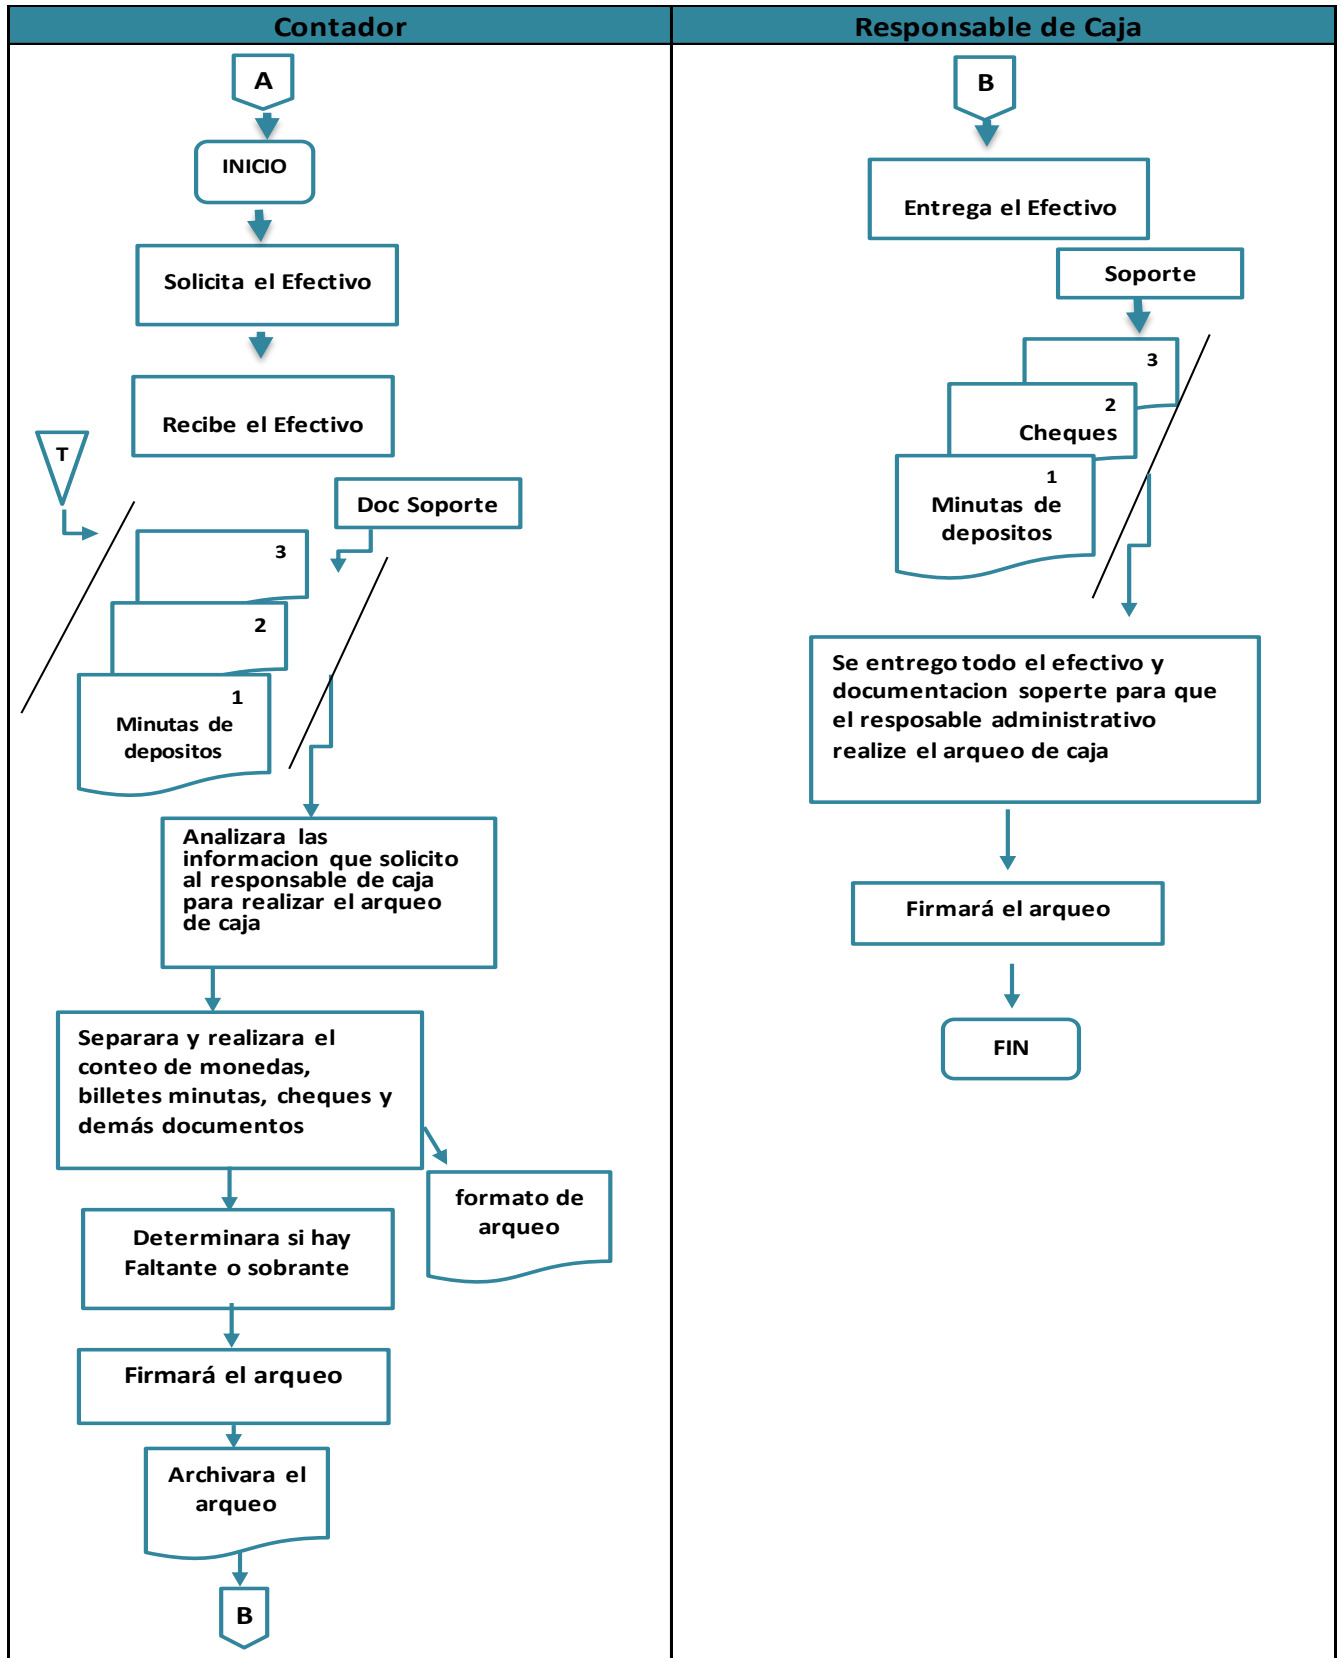 Contador
A
INICIO
Solicita el Efectivo
Recibe el Efectivo
T
Doc Soporte
3
2
1
Minutas de
depositos
Analizara las
informacion que solicito
al responsable de caja
para realizar el arqueo
de caja
Separara y realizara el
conteo de monedas,
billetes minutas, cheques y
demás documentos
formato de
arqueo
Determinara si hay
Faltante o sobrante
Firmará el arqueo
Archivara el
arqueo
B
Responsable de Caja
B
Entrega el Efectivo
Soporte
3
2
Cheques
1
Minutas de
depositos
Se entrego todo el efectivo y
documentacion soperte para que
el resposable administrativo
realize el arqueo de caja
Firmará el arqueo
FIN